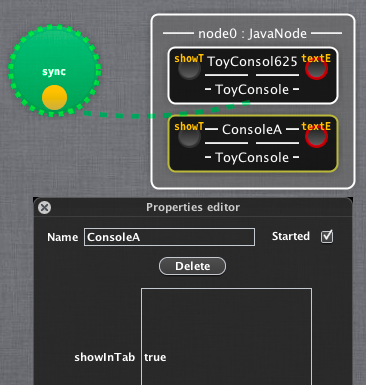 node0 : JavaNode
showT ToyConsol625 textE
ToyConsole
sync
showT ConsoleA textE
ToyConsole
Properties editor
Name ConsoleA Started
Delete
showInTab true